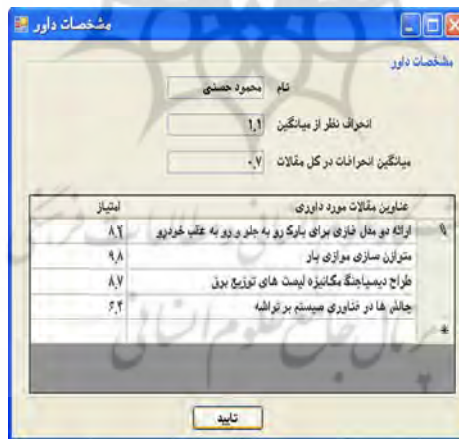 مشخصات داور
مشخصات داور
نام محمود حسنی
انحراف نظر از میانگین ۱,۱
میانگین انحرافات در کل مقالات ۰,۷
عناوین مقالات مورد داوری امتیاز
ارائه دو مدل فازی برای پارک رو به جلو و رو به عقب خودرو ۸,۲
متوازن سازی موازی بار ۹,۸
طراح دیسپاچنگ مکانیزه لیست های توزیع برق ۸,۷
چالش ها در فناوری سیستم بر تراشه ۶,۴
تایید